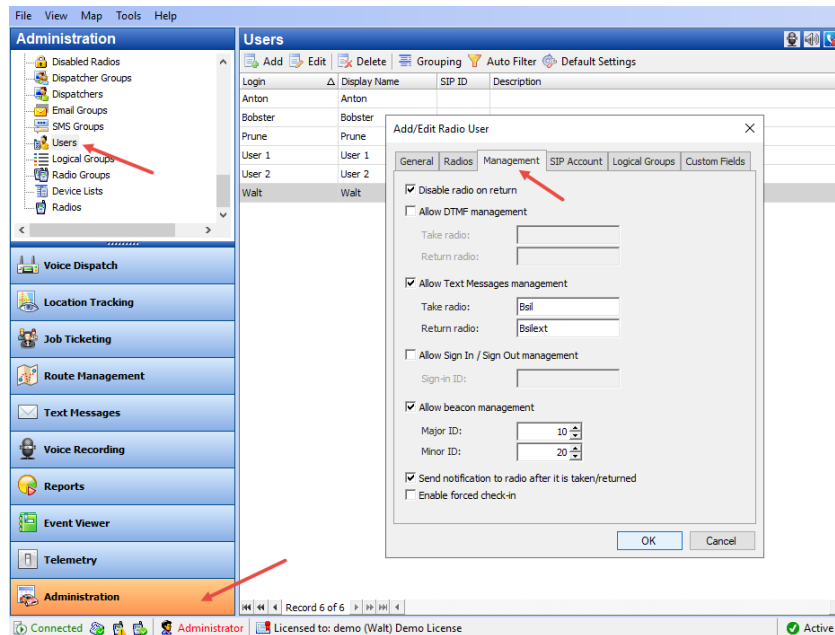 File View Map Tools Help
Administration
Users
Disabled Radios
Dispatcher Groups
Dispatchers
Email Groups
SMS Groups
Users
Logical Groups
Radio Groups
Device Lists
Radios
Voice Dispatch
Location Tracking
Job Ticketing
Route Management
Text Messages
Voice Recording
Reports
Event Viewer
Telemetry
Administration
Add Edit Delete Grouping Auto Filter Default Settings
Login Display Name SIP ID Description
Anton Anton
Bobster Bobster
Prune Prune
User 1 User 1
User 2 User 2
Walt Walt
Add/Edit Radio User
General Radios Management SIP Account Logical Groups Custom Fields
Disable radio on return
Allow DTMF management
Take radio:
Return radio:
Allow Text Messages management
Take radio: Bsil
Return radio: Bsilext
Allow Sign In / Sign Out management
Sign-in ID:
Allow beacon management
Major ID: 10
Minor ID: 20
Send notification to radio after it is taken/returned
Enable forced check-in
OK Cancel
Record 6 of 6
Connected Administrator Licensed to: demo (Walt) Demo License Active